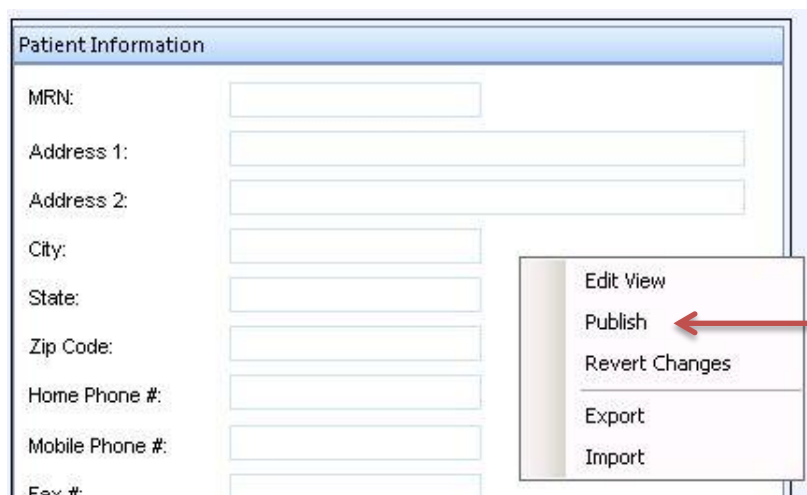 Patient Information
MRN:
Address 1:
Address 2:
City:
State:
Zip Code:
Home Phone #:
Mobile Phone #:
Fax #:
Edit View
Publish
Revert Changes
Export
Import